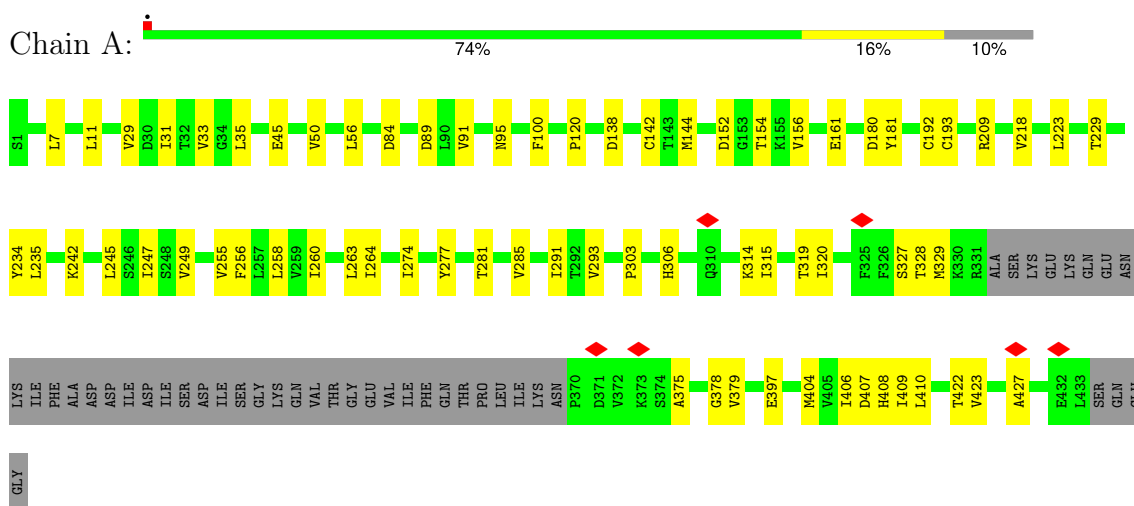 Chain A:
74% 16% 10%
S1 L7 L11 V29 D30 I31 T32 V33 G34 L35 E45 V50 L56 D84 D89 L90 V91 N95 F100 P120 D138 C142 T143 M144 D152 G153 T154 K155 V156 E161 D180 Y181 C192 C193 R209 V218 L223 T229
Y234 L235 K242 L245 S246 I247 S248 V249 V255 F256 L257 L258 V259 I260 L263 I264 I274 Y277 T281 V285 I291 T292 V293 P303 H306 Q310 K314 I315 T319 I320 F325 F326 S327 T328 M329 K330 R331 ALA SER LYS GLU LYS GLN GLU ASN
LYS ILE PHE ALA ASP ASP ILE ASP ILE SER ASP ILE SER GLY LYS GLN VAL THR GLY GLU VAL ILE PHE GLN THR PRO LEU ILE LYS ASN P370 D371 V372 K373 S374 A375 G378 V379 E397 M404 V405 I406 D407 H408 I409 L410 T422 V423 A427 E432 L433 SER GLN
GLY